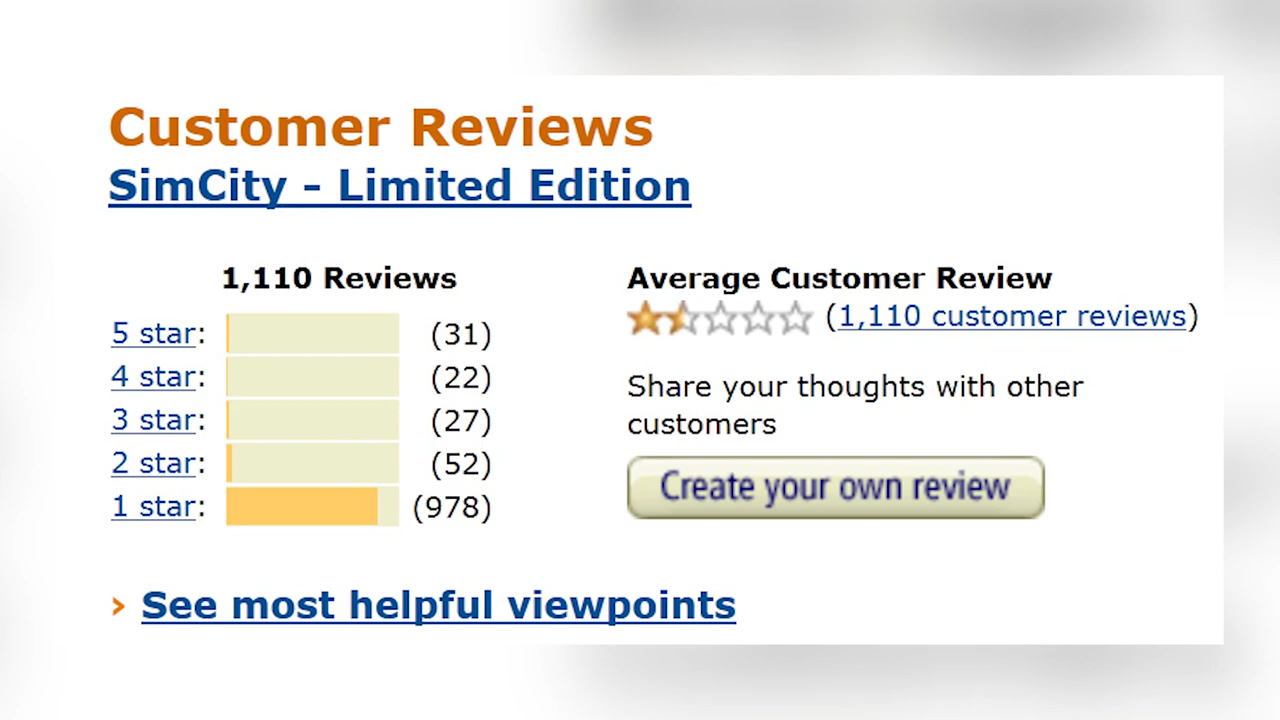 Customer Reviews
SimCity - Limited Edition
1,110 Reviews
5 star: (31)
4 star: (22)
3 star: (27)
2 star: (52)
1 star: (978)
Average Customer Review
(1,110 customer reviews)
Share your thoughts with other
customers
Create your own review
› See most helpful viewpoints